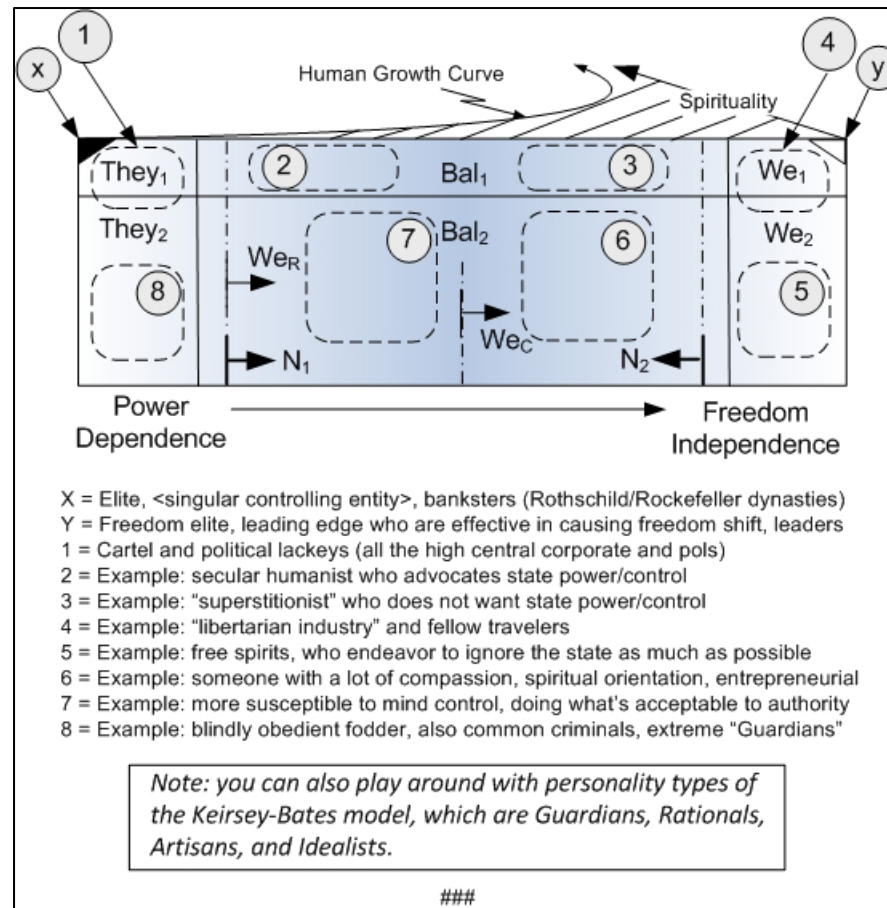 1
4
x
y
Human Growth Curve
Spirituality
They1
2
Bal1
3
We1
They2
7
Bal2
6
We2
WeR
8
5
WeC
N1
N2
Power
Dependence
Freedom
Independence
X = Elite, <singular controlling entity>, banksters (Rothschild/Rockefeller dynasties)
Y = Freedom elite, leading edge who are effective in causing freedom shift, leaders
1 = Cartel and political lackeys (all the high central corporate and pols)
2 = Example: secular humanist who advocates state power/control
3 = Example: “superstitionist” who does not want state power/control
4 = Example: “libertarian industry” and fellow travelers
5 = Example: free spirits, who endeavor to ignore the state as much as possible
6 = Example: someone with a lot of compassion, spiritual orientation, entrepreneurial
7 = Example: more susceptible to mind control, doing what’s acceptable to authority
8 = Example: blindly obedient fodder, also common criminals, extreme “Guardians”
Note: you can also play around with personality types of
the Keirsey-Bates model, which are Guardians, Rationals,
Artisans, and Idealists.
###